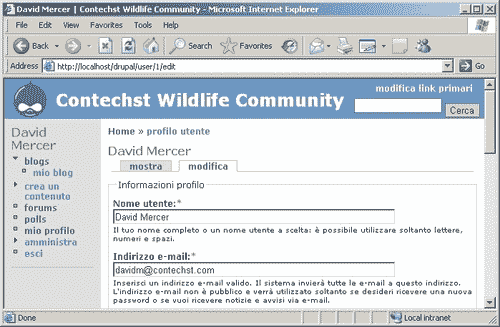 David Mercer | Contechst Wildlife Community - Microsoft Internet Explorer
File Edit View Favorites Tools Help
Back Search Favorites
Address http://localhost/drupal/user/1/edit Go
modifica link primari
Contechst Wildlife Community
Cerca
David
Mercer
blogs
mio blog
crea un
contenuto
forums
polls
mio profilo
amministra
esci
Home » profilo utente
David Mercer
mostra modifica
Informazioni profilo
Nome utente:*
David Mercer
Il tuo nome completo o un nome utente a scelta: è possibile utilizzare soltanto lettere,
numeri e spazi.
Indirizzo e-mail:*
davidm@contechst.com
Inserisci un indirizzo e-mail valido. Il sistema invierà tutte le e-mail a questo indirizzo.
L'indirizzo e-mail non è pubblico e verrà utilizzato soltanto se desideri ricevere una nuova
password o se vuoi ricevere notizie e avvisi via e-mail.
Done Local intranet